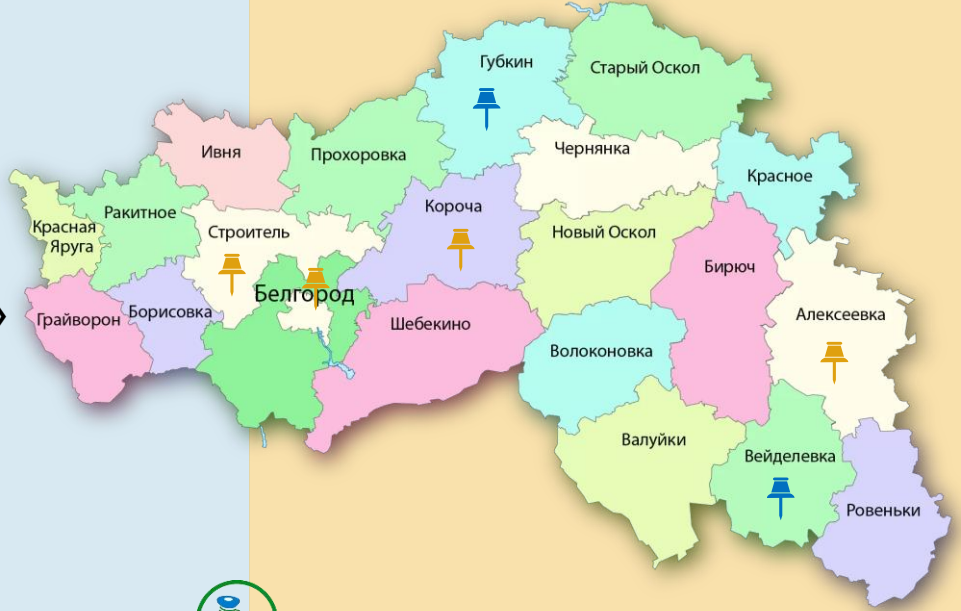 Губкин
Старый Оскол
Ивня
Прохоровка
Чернянка
Красное
Ракитное
Короча
Красная
Яруга
Строитель
Новый Оскол
Бирюч
Белгород
Грайворон
Борисовка
Шебекино
Алексеевка
Волоконовка
Валуйки
Вейделевка
Ровеньки